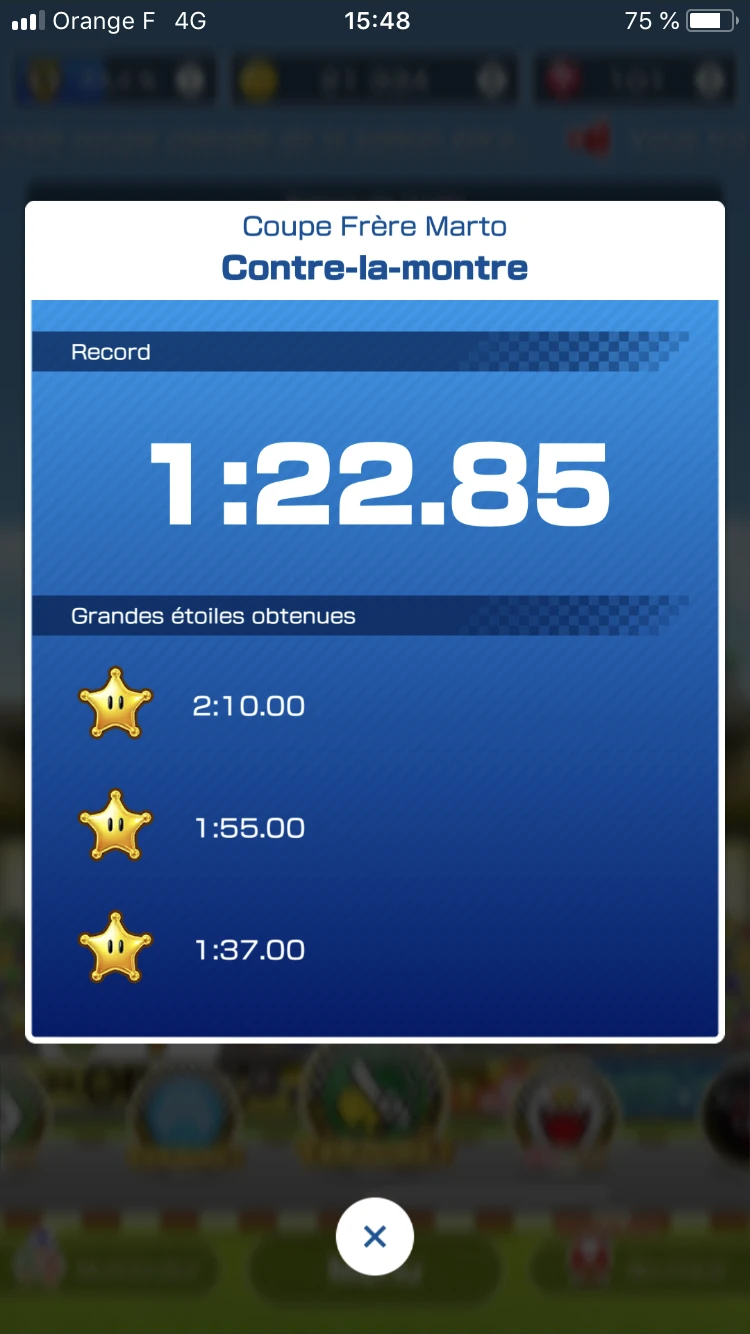 Orange F 4G 15:48 75 %
Coupe Frère Marto
Contre-la-montre
Record
1:22.85
Grandes étoiles obtenues
2:10.00
1:55.00
1:37.00